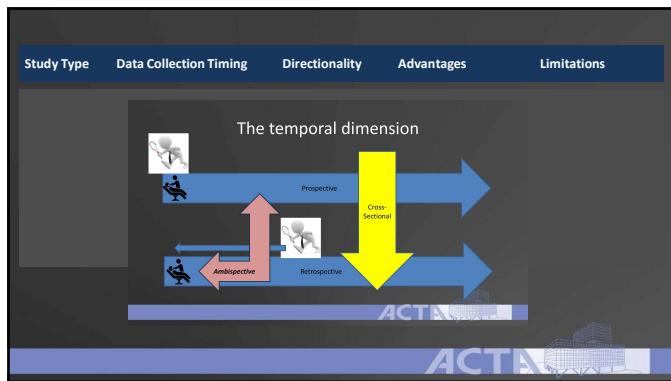 Study Type Data Collection Timing Directionality Advantages Limitations
The temporal dimension
Prospective
Cross-
Sectional
Ambispective
Retrospective
ACTA
ACTA